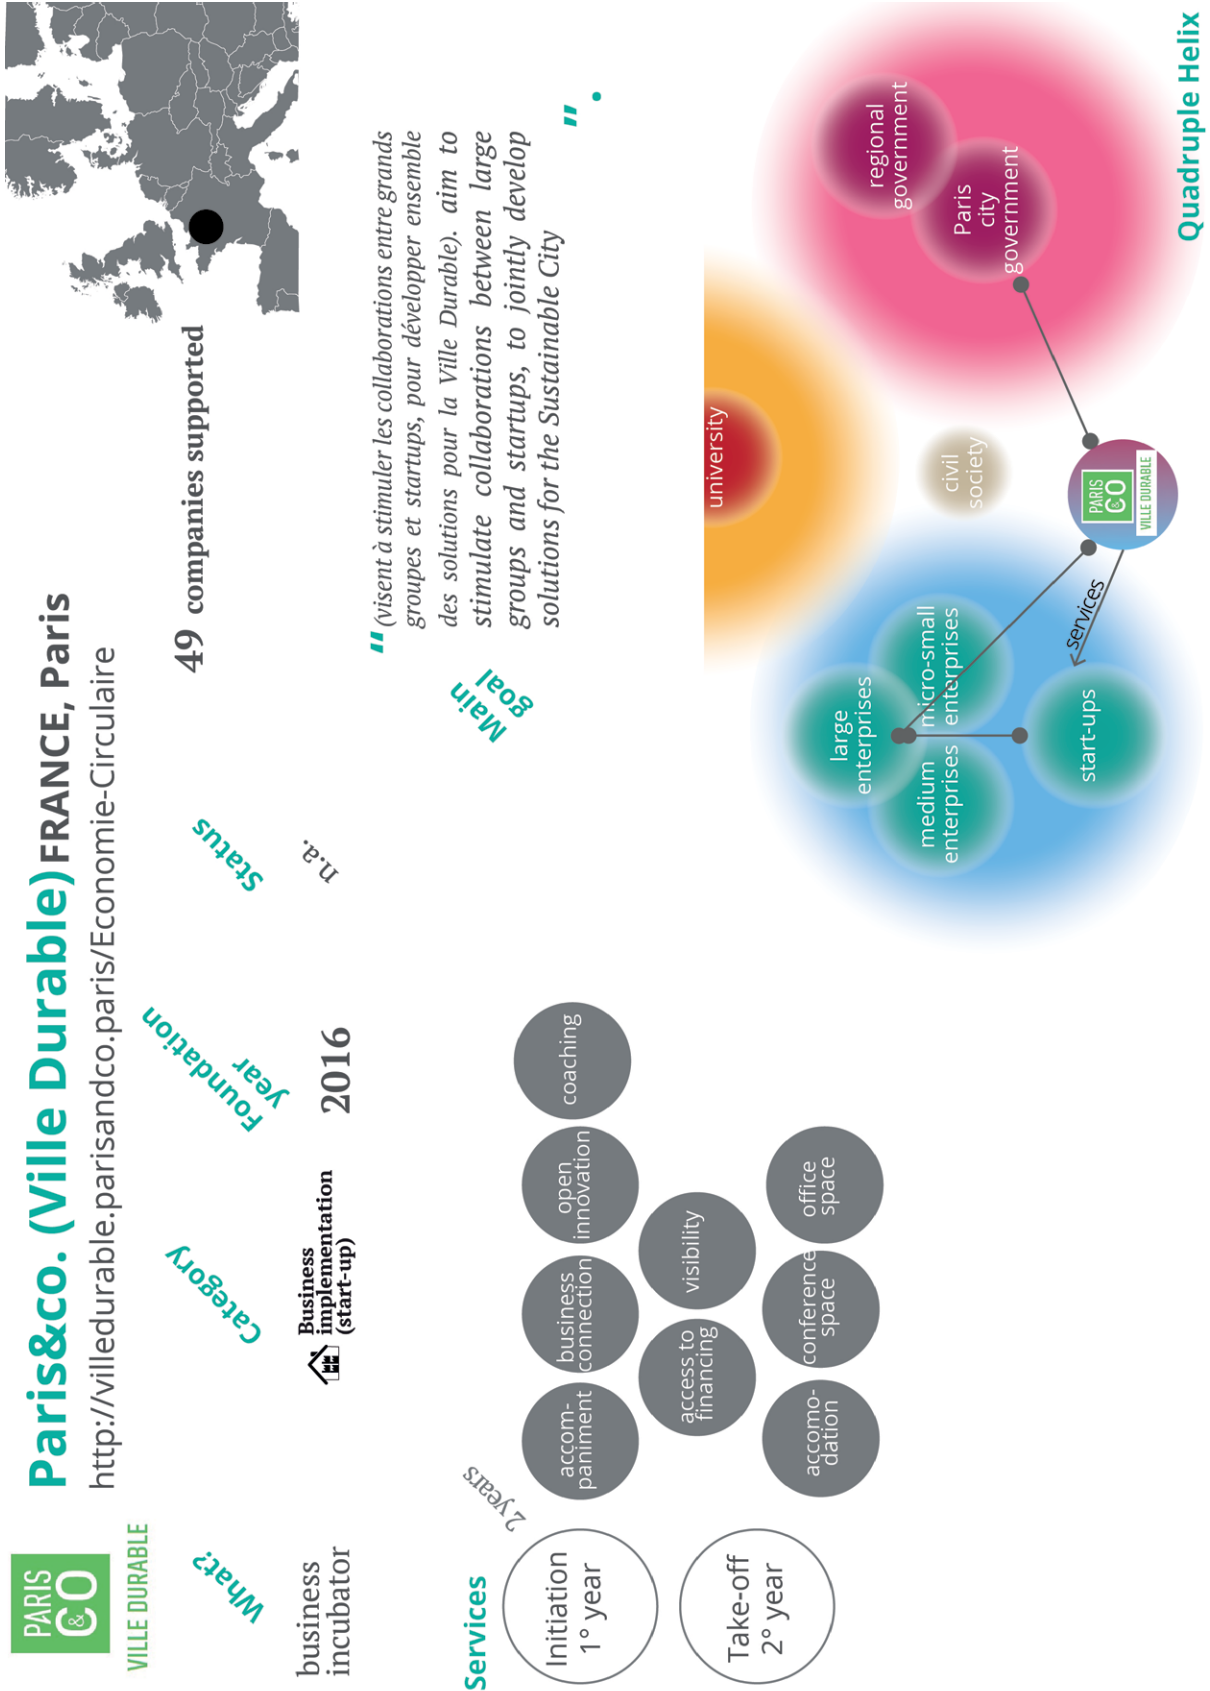 PARIS
&CO
VILLE DURABLE
Paris&co. (Ville Durable) FRANCE, Paris
http://villedurable.parisandco.paris/Economie-Circulaire
What?
business
incubator
Category
Business
implementation
(start-up)
Foundation
year
2016
Status
n.a.
49 companies supported
Main
goal
"(visent à stimuler les collaborations entre grands
groupes et startups, pour développer ensemble
des solutions pour la Ville Durable). aim to
stimulate collaborations between large
groups and startups, to jointly develop
solutions for the Sustainable City
".
Services
2 years
Initiation
1° year
Take-off
2° year
accom-
paniment
business
connection
open
innovation
coaching
access to
financing
visibility
accomo-
dation
conference
space
office
space
large
enterprises
medium
enterprises
micro-small
enterprises
start-ups
services
university
civil
society
PARIS
&CO
VILLE DURABLE
regional
government
Paris
city
government
Quadruple Helix